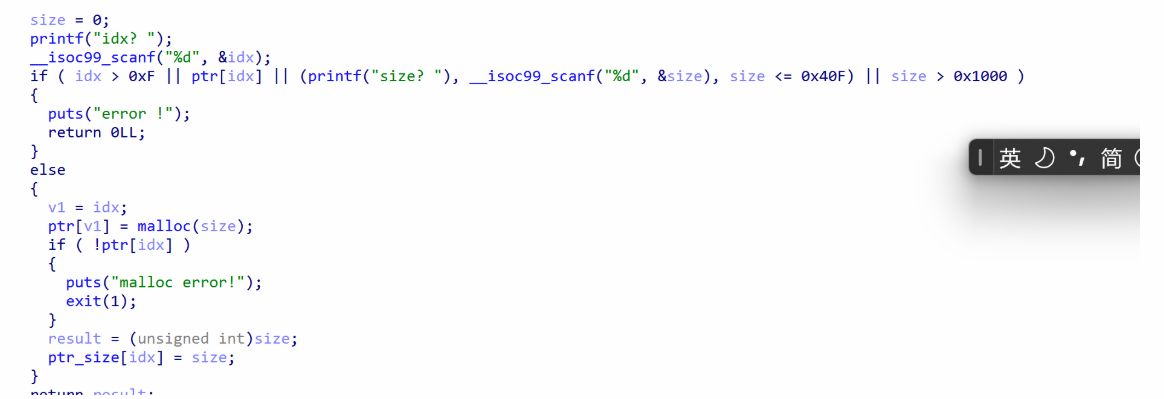 size = 0;
printf("idx? ");
__isoc99_scanf("%d", &idx);
if ( idx > 0xF || ptr[idx] || (printf("size? "), __isoc99_scanf("%d", &size), size <= 0x40F) || size > 0x1000 )
{
puts("error !");
return 0LL;
}
else
{
v1 = idx;
ptr[v1] = malloc(size);
if ( !ptr[idx] )
{
puts("malloc error!");
exit(1);
}
result = (unsigned int)size;
ptr_size[idx] = size;
}
return result;
英 简